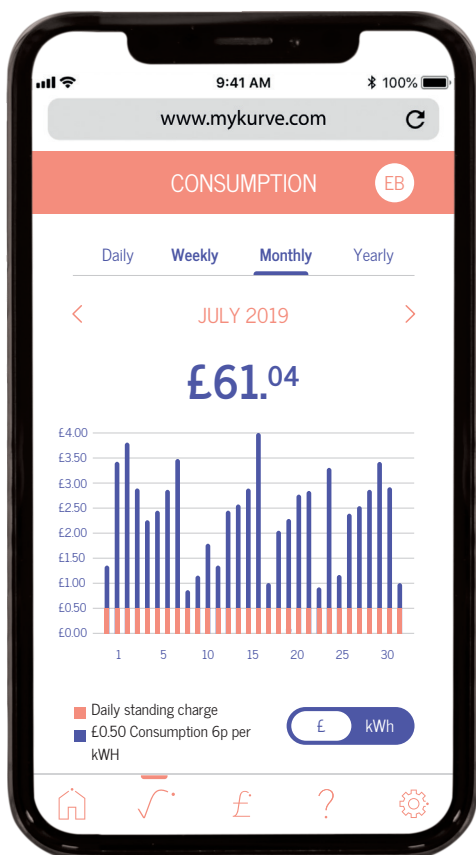 9:41 AM 100%
www.mykurve.com
CONSUMPTION EB
Daily Weekly Monthly Yearly
JULY 2019
£61.04
£4.00
£3.50
£3.00
£2.50
£2.00
£1.50
£1.00
£0.50
£0.00
1 5 10 15 20 25 30
Daily standing charge
£0.50 Consumption 6p per
kWH
£ kWh
£ ?